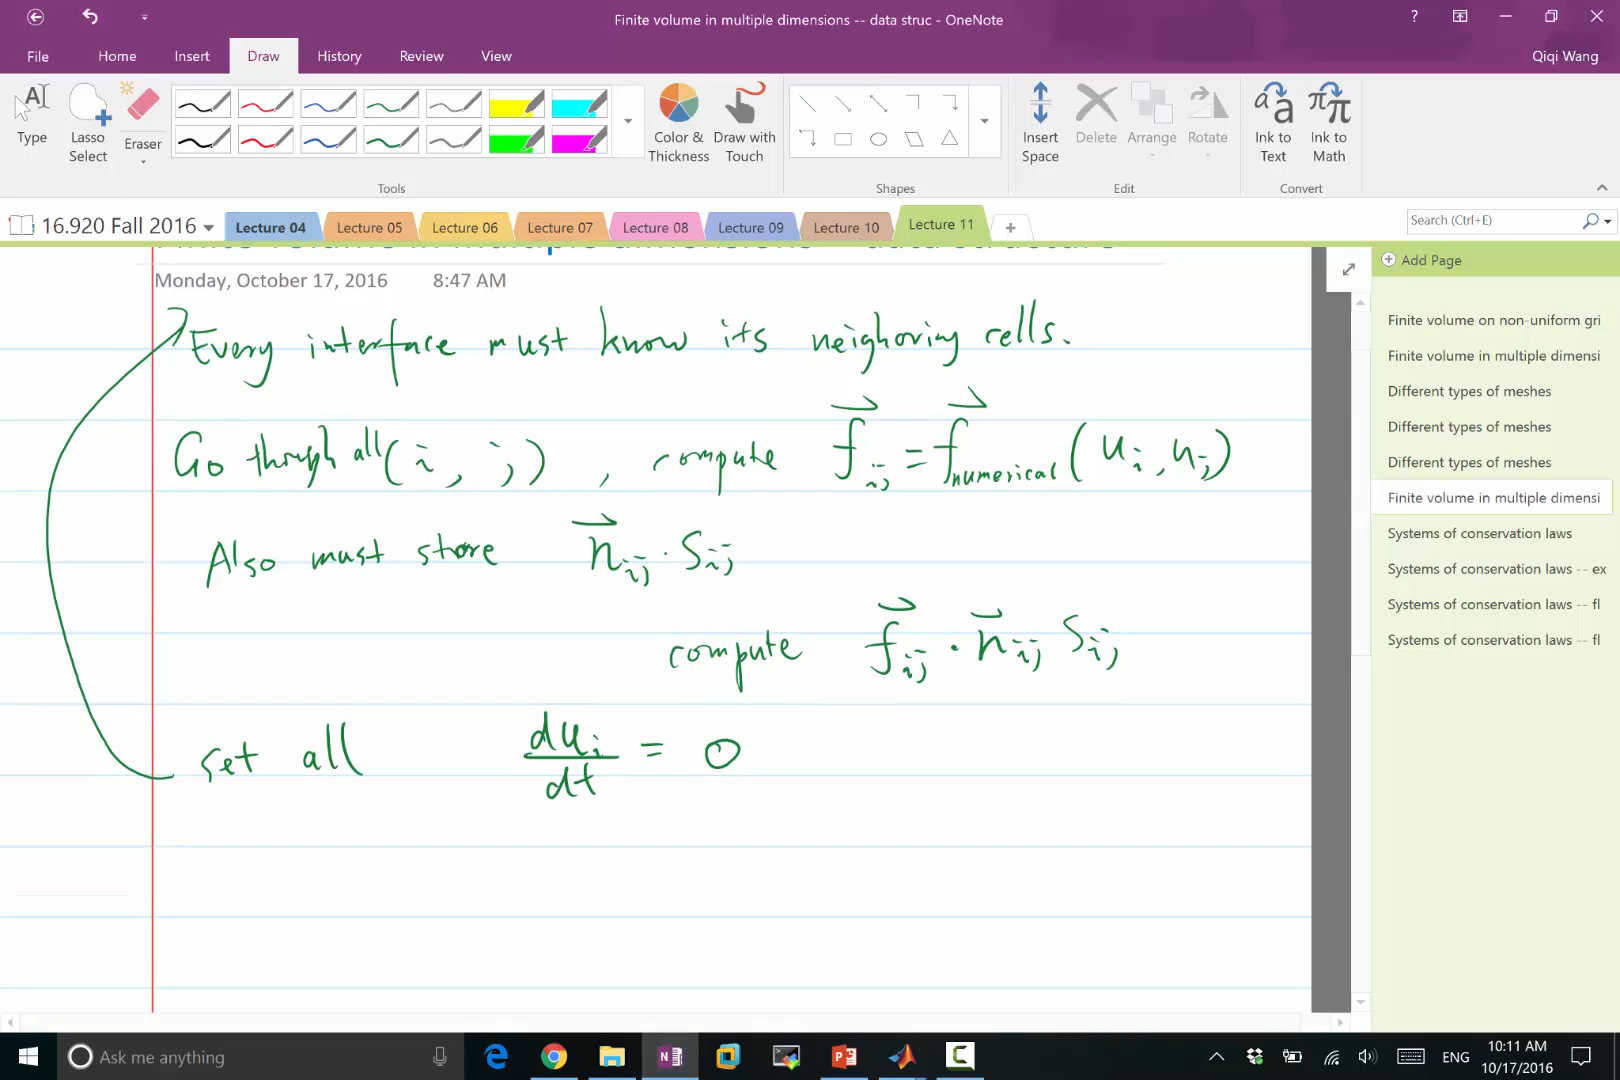 Finite volume in multiple dimensions -- data struc - OneNote
?
File
Home
Insert
Draw
History
Review
View
Qiqi Wang
Type
Lasso Select
Eraser
Color & Thickness
Draw with Touch
Insert Space
Delete
Arrange
Rotate
Ink to Text
Ink to Math
Tools
Shapes
Edit
Convert
16.920 Fall 2016
Lecture 04
Lecture 05
Lecture 06
Lecture 07
Lecture 08
Lecture 09
Lecture 10
Lecture 11
Search (Ctrl+E)
Finite volume in multiple dimensions -- data structure
Monday, October 17, 2016 8:47 AM
Every interface must know its neighoring cells.
Go through all (i, j), compute f⃗ij = f⃗numerical (ui, uj)
Also must store n⃗ij · Sij
compute f⃗ij · n⃗ij Sij
set all dui/dt = 0
Add Page
Finite volume on non-uniform gri
Finite volume in multiple dimensi
Different types of meshes
Different types of meshes
Different types of meshes
Finite volume in multiple dimensi
Systems of conservation laws
Systems of conservation laws -- ex
Systems of conservation laws -- fl
Systems of conservation laws -- fl
Ask me anything
ENG
10:11 AM
10/17/2016